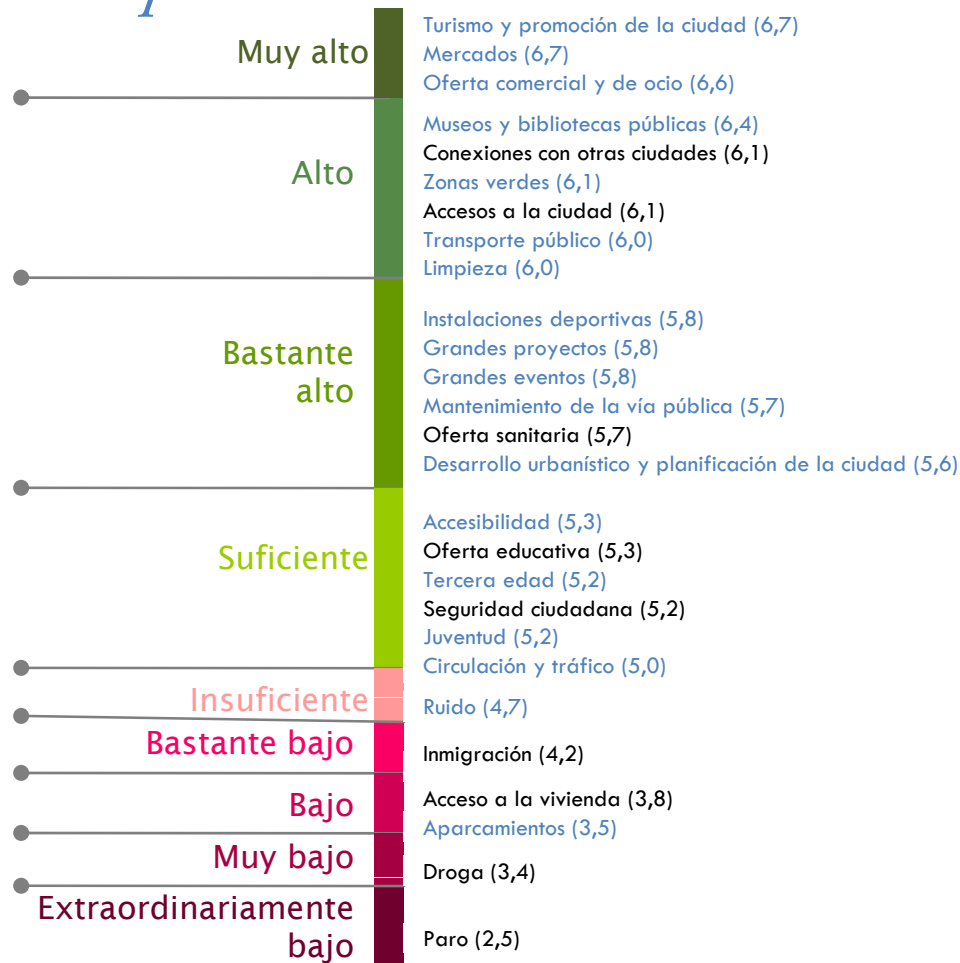 Muy alto
Turismo y promoción de la ciudad (6,7)
Mercados (6,7)
Oferta comercial y de ocio (6,6)
Alto
Museos y bibliotecas públicas (6,4)
Conexiones con otras ciudades (6,1)
Zonas verdes (6,1)
Accesos a la ciudad (6,1)
Transporte público (6,0)
Limpieza (6,0)
Bastante
alto
Instalaciones deportivas (5,8)
Grandes proyectos (5,8)
Grandes eventos (5,8)
Mantenimiento de la vía pública (5,7)
Oferta sanitaria (5,7)
Desarrollo urbanístico y planificación de la ciudad (5,6)
Suficiente
Accesibilidad (5,3)
Oferta educativa (5,3)
Tercera edad (5,2)
Seguridad ciudadana (5,2)
Juventud (5,2)
Circulación y tráfico (5,0)
Insuficiente
Ruido (4,7)
Bastante bajo
Inmigración (4,2)
Bajo
Acceso a la vivienda (3,8)
Aparcamientos (3,5)
Muy bajo
Droga (3,4)
Extraordinariamente
bajo
Paro (2,5)